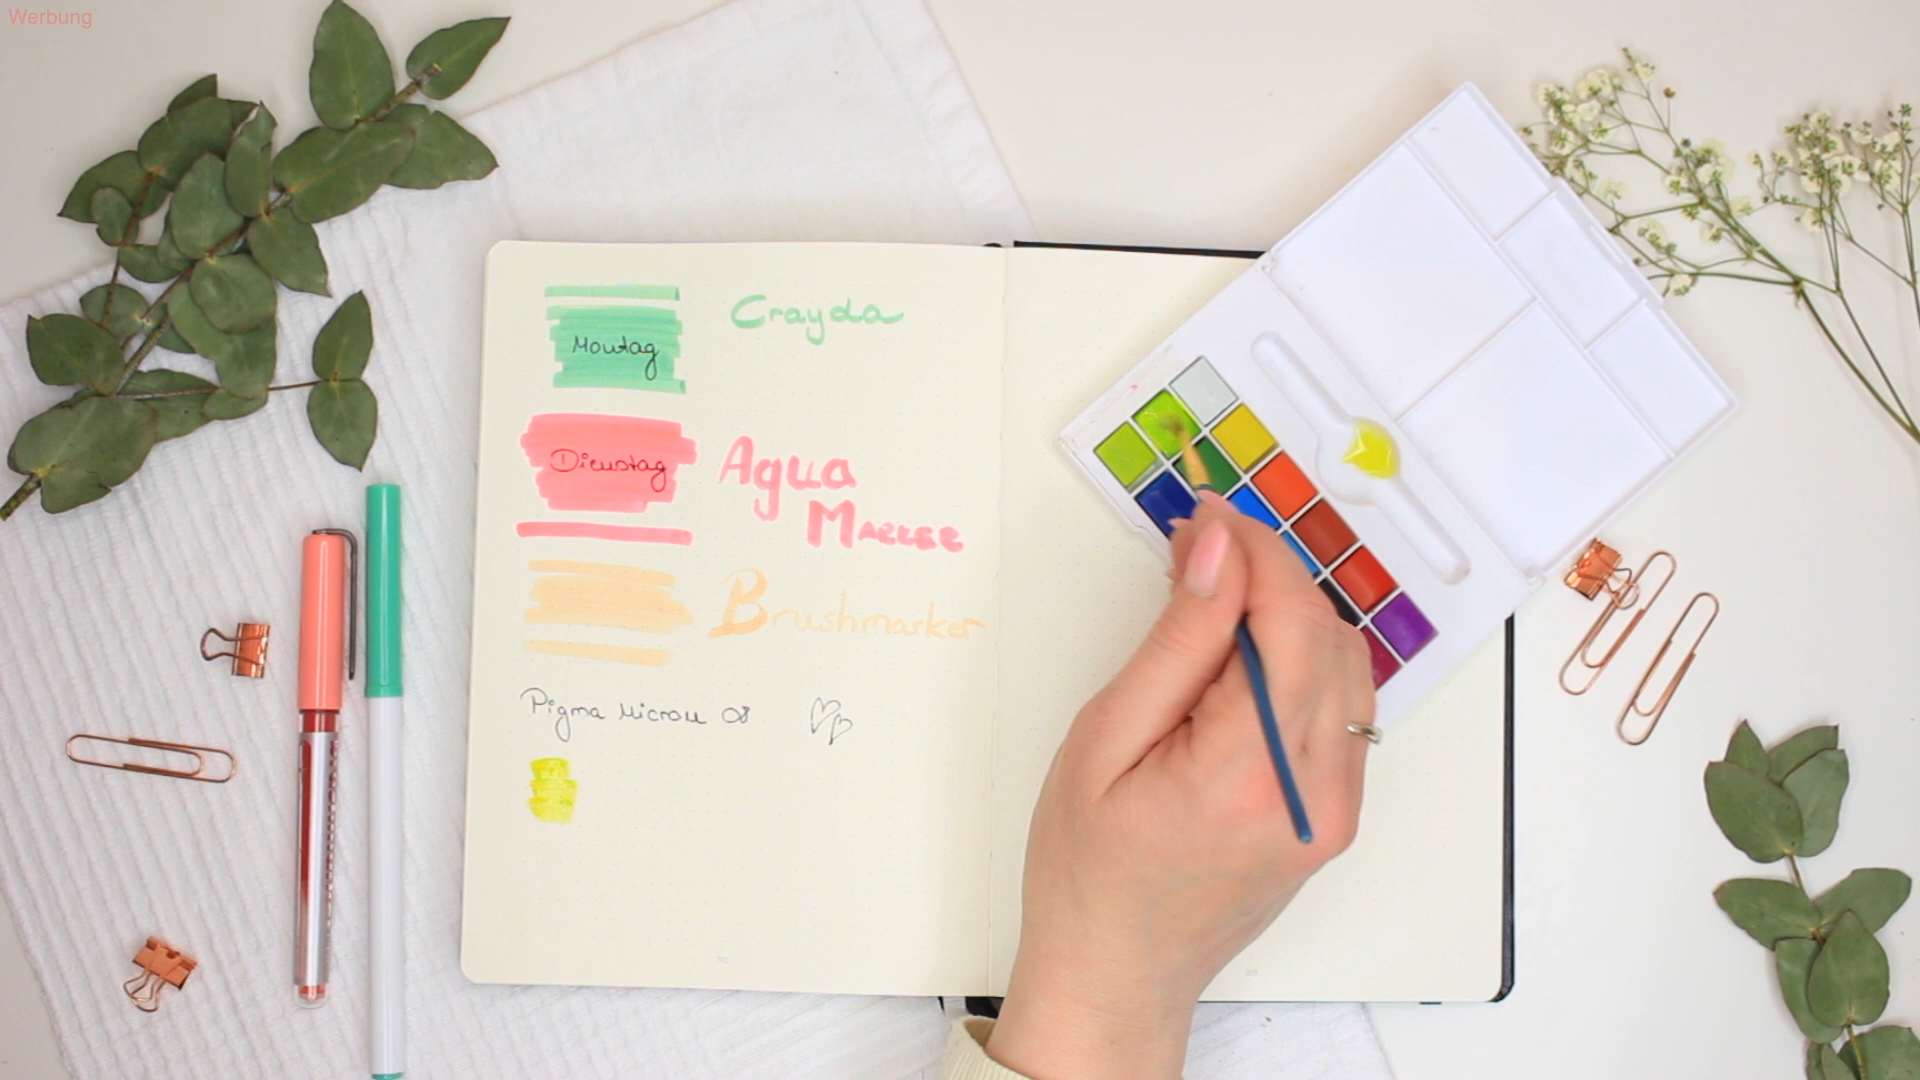 Werbung
Crayola
Montag
Dienstag
Aqua
Marker
Brushmarker
Pigma Micron 08